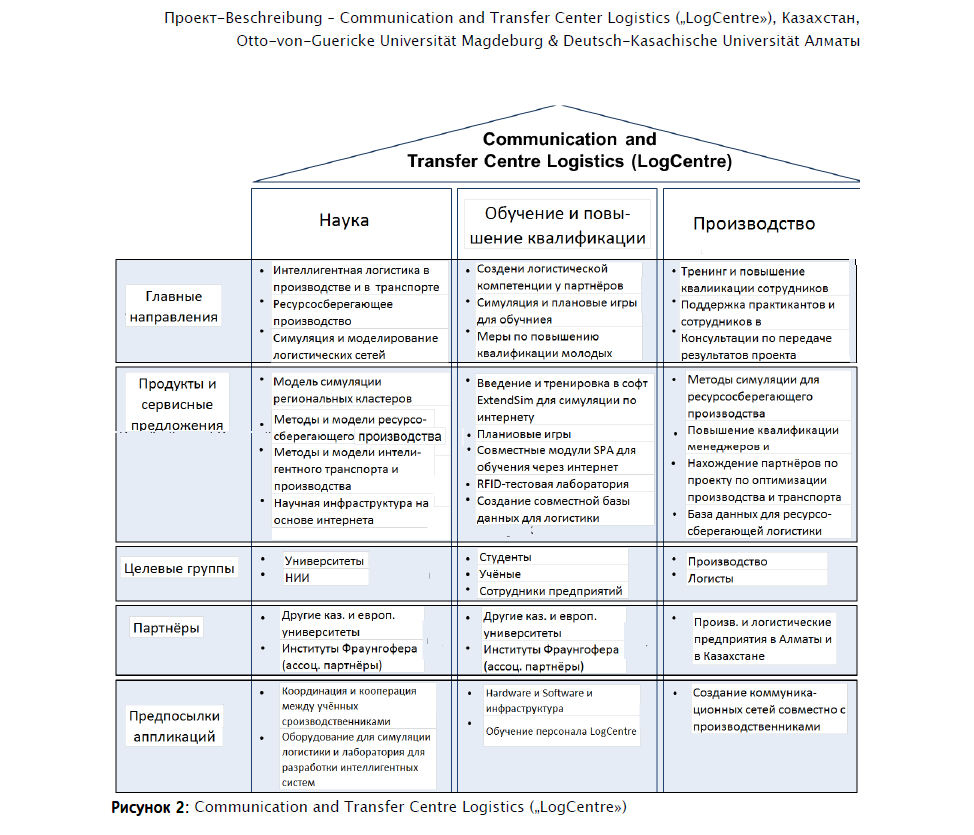 Проект–Beschreibung – Communication and Transfer Center Logistics („LogCentre»), Казахстан,
Otto–von–Guericke Universität Magdeburg & Deutsch–Kasachische Universität Алматы
Communication and
Transfer Centre Logistics (LogCentre)
Наука
Обучение и повы-
шение квалификации
Производство
Главные
направления
• Интеллигентная логистика в
производстве и в транспорте
• Ресурсосберегающее
производство
• Симуляция и моделирование
логистических сетей
• Создени логистической
компетенции у партнёров
• Симуляция и плановые игры
для обучниея
• Меры по повышению
квалификации молодых
• Тренинг и повышение
квалиикации сотрудников
• Поддержка практикантов и
сотрудников в
• Консультации по передаче
результатов проекта
Продукты и
сервисные
предложения
• Модель симуляции
региональных кластеров
• Методы и модели ресурсо-
сберегающего производства
• Методы и модели интели-
гентного транспорта и
производства
• Научная инфраструктура на
основе интернета
• Введение и тренировка в софт
ExtendSim для симуляции по
интернету
• Планиовые игры
• Совместные модули SPA для
обучения через интернет
• RFID-тестовая лаборатория
• Создание совместной базы
данных для логистики
• Методы симуляции для
ресурсосберегающего
производства
• Повышение квалификации
менеджеров и
• Нахождение партнёров по
проекту по оптимизации
производства и транспорта
• База данных для ресурсо-
сберегающей логистики
Целевые группы
• Университеты
• НИИ
• Студенты
• Учёные
• Сотрудники предприятий
• Производство
• Логисты
Партнёры
• Другие каз. и европ.
университеты
• Институты Фраунгофера
(ассоц. партнёры)
• Другие каз. и европ.
университеты
• Институты Фраунгофера
(ассоц. партнёры)
• Произв. и логистические
предприятия в Алматы и
в Казахстане
Предпосылки
аппликаций
• Координация и кооперация
между учённых
сроизводственниками
• Оборудование для симуляции
логистики и лаборатория для
разработки интеллигентных
систем
• Hardware и Software и
инфраструктура
• Обучение персонала LogCentre
• Создание коммуника-
ционных сетей совместно с
производственниками
Рисунок 2: Communication and Transfer Centre Logistics („LogCentre»)